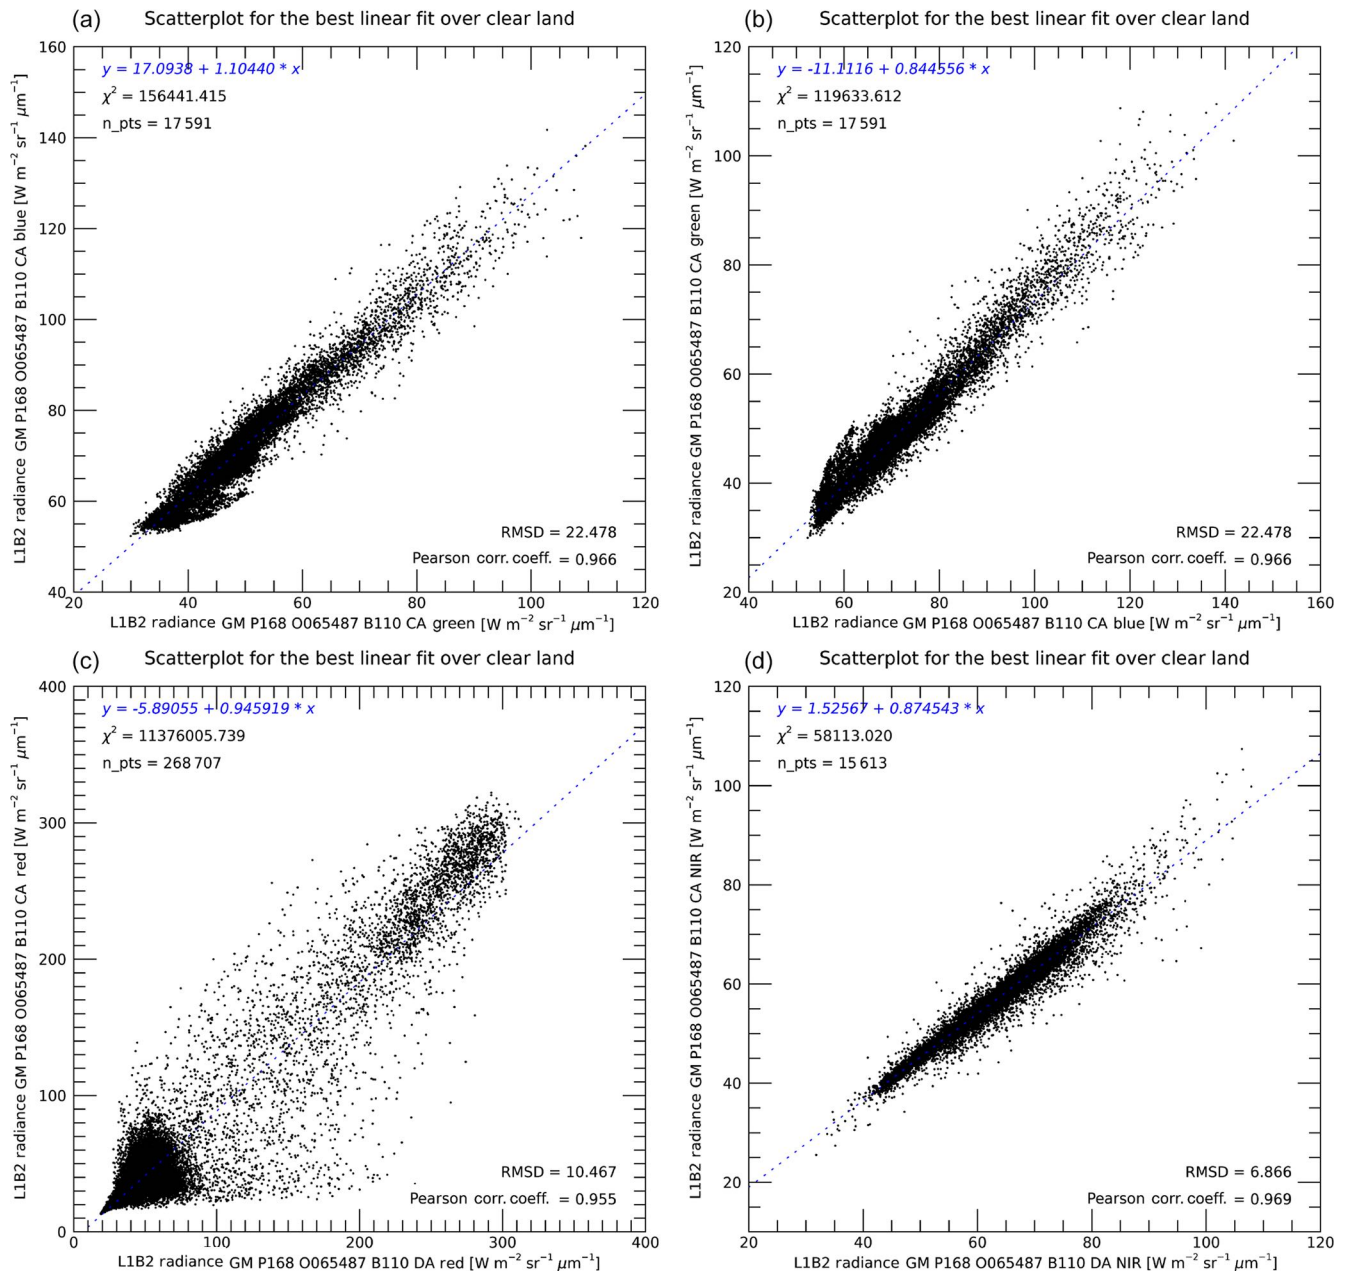 (a) Scatterplot for the best linear fit over clear land
160
140
120
100
80
60
40
L1B2 radiance GM P168 O065487 B110 CA blue [W m⁻² sr⁻¹ μm⁻¹]
y = 17.0938 + 1.10440 * x
χ² = 156441.415
n_pts = 17591
RMSD = 22.478
Pearson corr. coeff. = 0.966
20 40 60 80 100 120
L1B2 radiance GM P168 O065487 B110 CA green [W m⁻² sr⁻¹ μm⁻¹]
(b) Scatterplot for the best linear fit over clear land
120
100
80
60
40
20
L1B2 radiance GM P168 O065487 B110 CA green [W m⁻² sr⁻¹ μm⁻¹]
y = -11.1116 + 0.844556 * x
χ² = 119633.612
n_pts = 17591
RMSD = 22.478
Pearson corr. coeff. = 0.966
40 60 80 100 120 140 160
L1B2 radiance GM P168 O065487 B110 CA blue [W m⁻² sr⁻¹ μm⁻¹]
(c) Scatterplot for the best linear fit over clear land
400
300
200
100
0
L1B2 radiance GM P168 O065487 B110 CA red [W m⁻² sr⁻¹ μm⁻¹]
y = -5.89055 + 0.945919 * x
χ² = 11376005.739
n_pts = 268707
RMSD = 10.467
Pearson corr. coeff. = 0.955
0 100 200 300 400
L1B2 radiance GM P168 O065487 B110 DA red [W m⁻² sr⁻¹ μm⁻¹]
(d) Scatterplot for the best linear fit over clear land
120
100
80
60
40
20
L1B2 radiance GM P168 O065487 B110 CA NIR [W m⁻² sr⁻¹ μm⁻¹]
y = 1.52567 + 0.874543 * x
χ² = 58113.020
n_pts = 15613
RMSD = 6.866
Pearson corr. coeff. = 0.969
20 40 60 80 100 120
L1B2 radiance GM P168 O065487 B110 DA NIR [W m⁻² sr⁻¹ μm⁻¹]